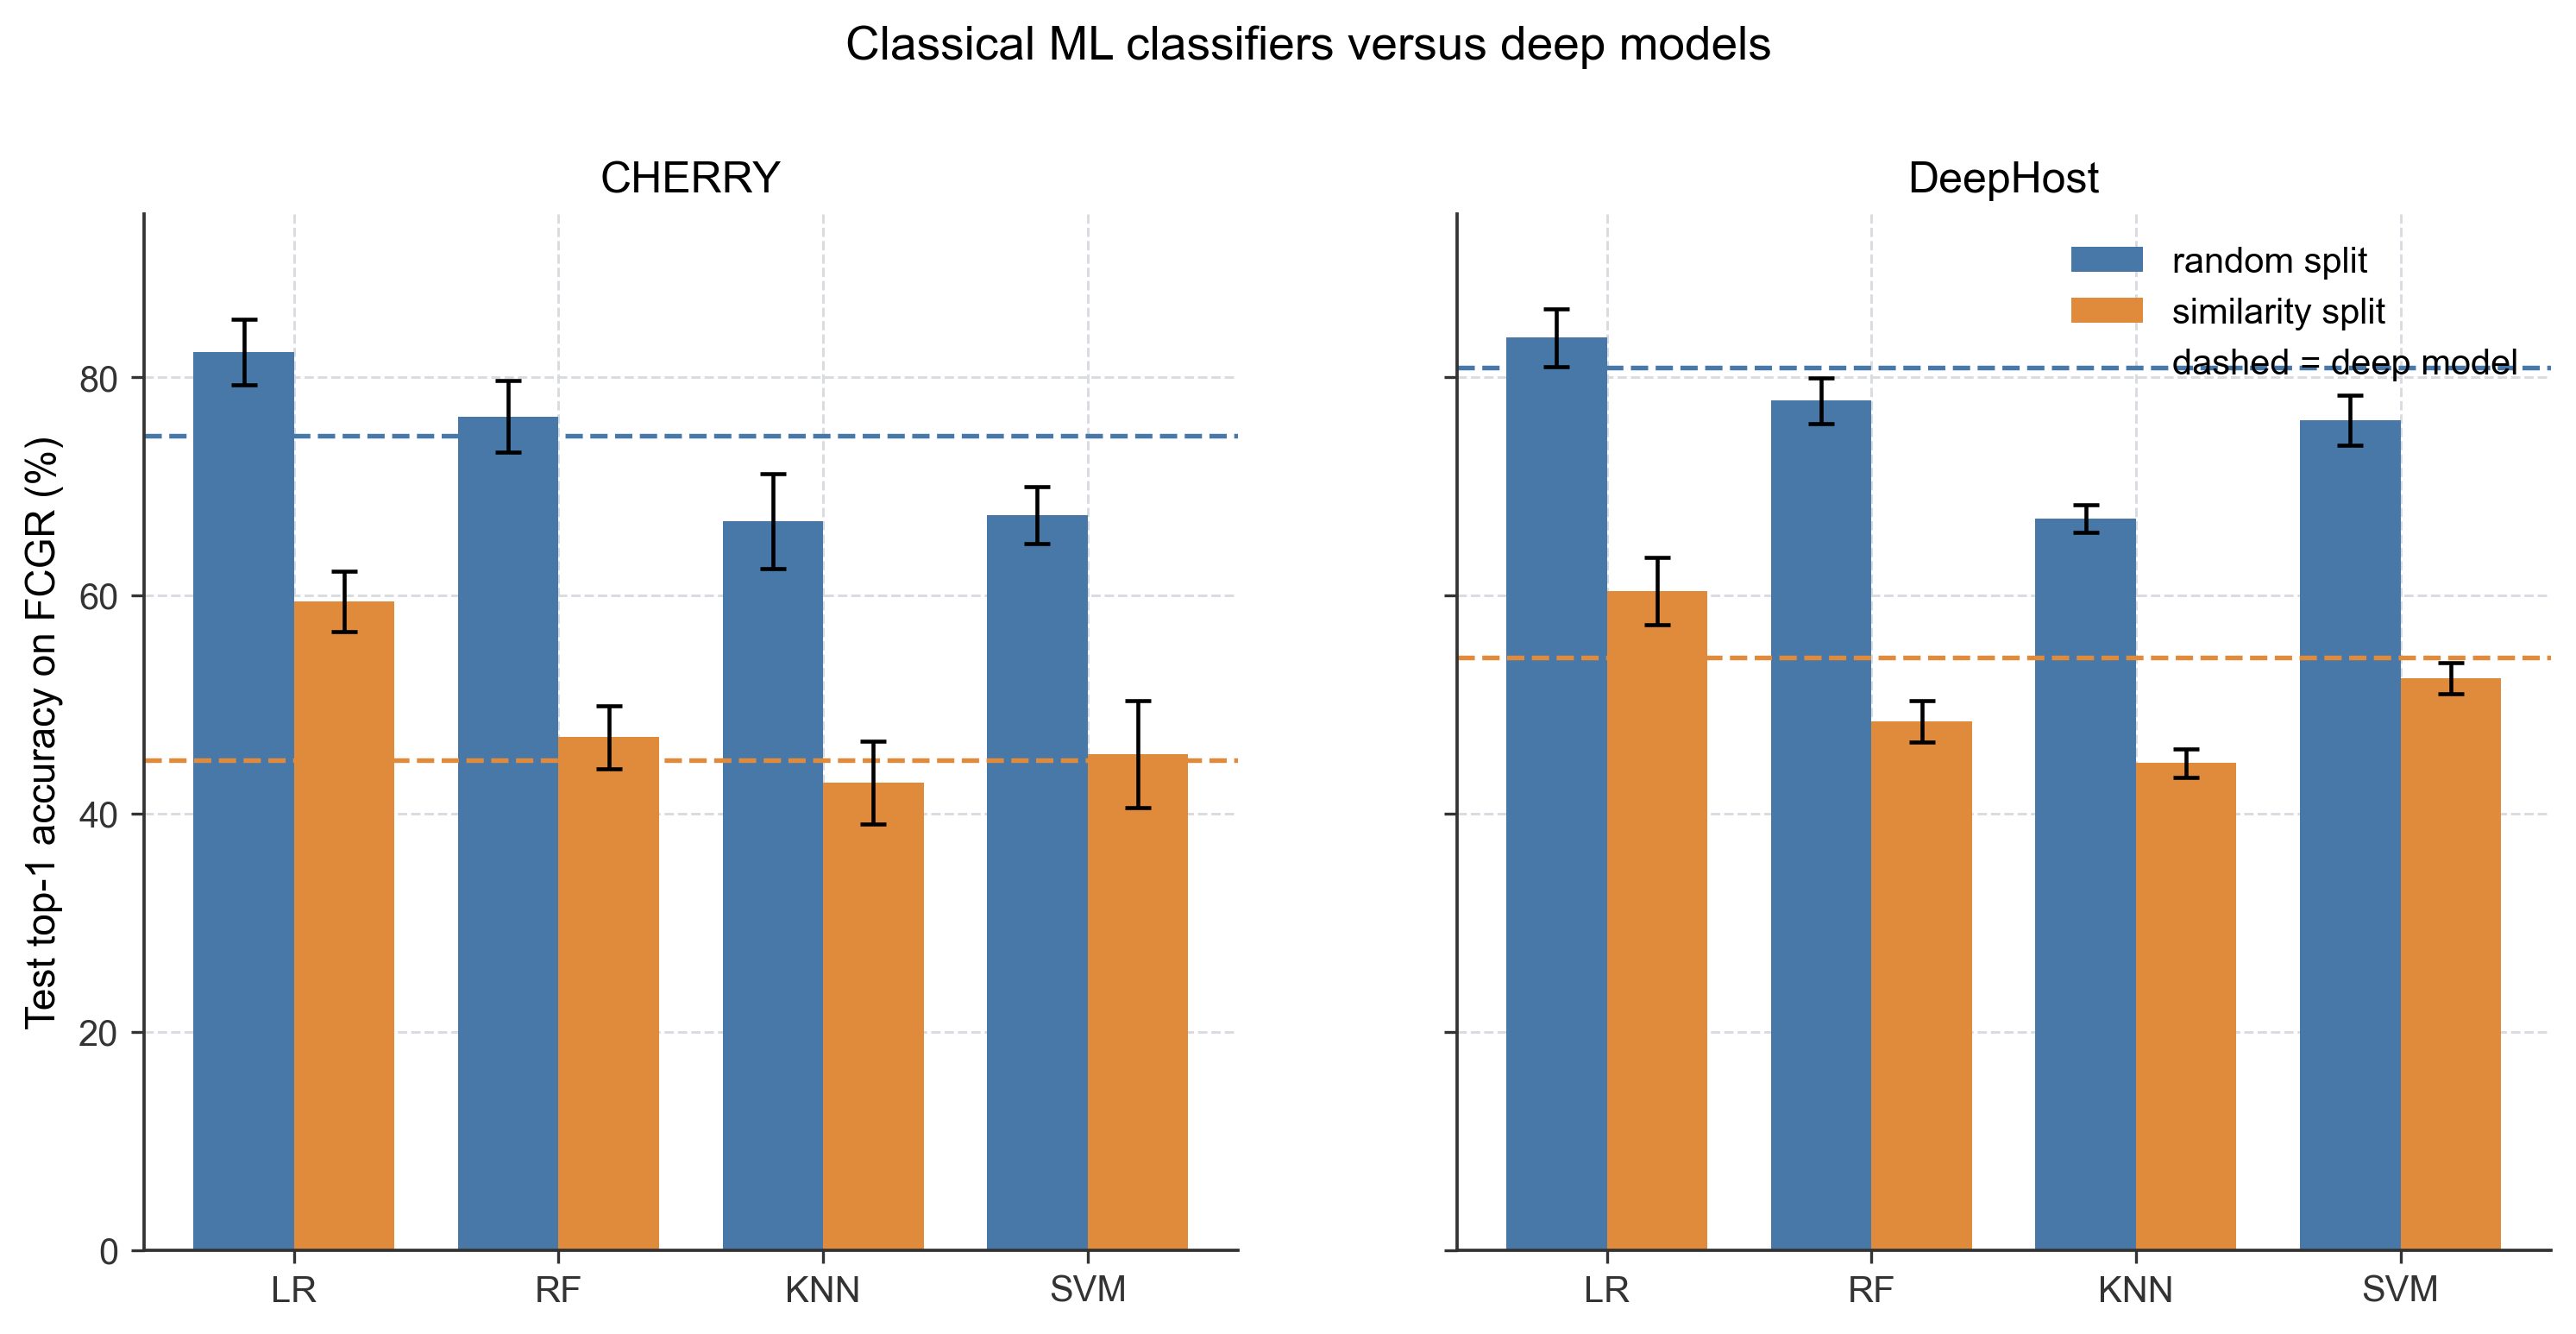 Classical ML classifiers versus deep models
CHERRY
Test top-1 accuracy on FCGR (%)
80
60
40
20
0
LR RF KNN SVM
DeepHost
random split
similarity split
dashed = deep model
LR RF KNN SVM